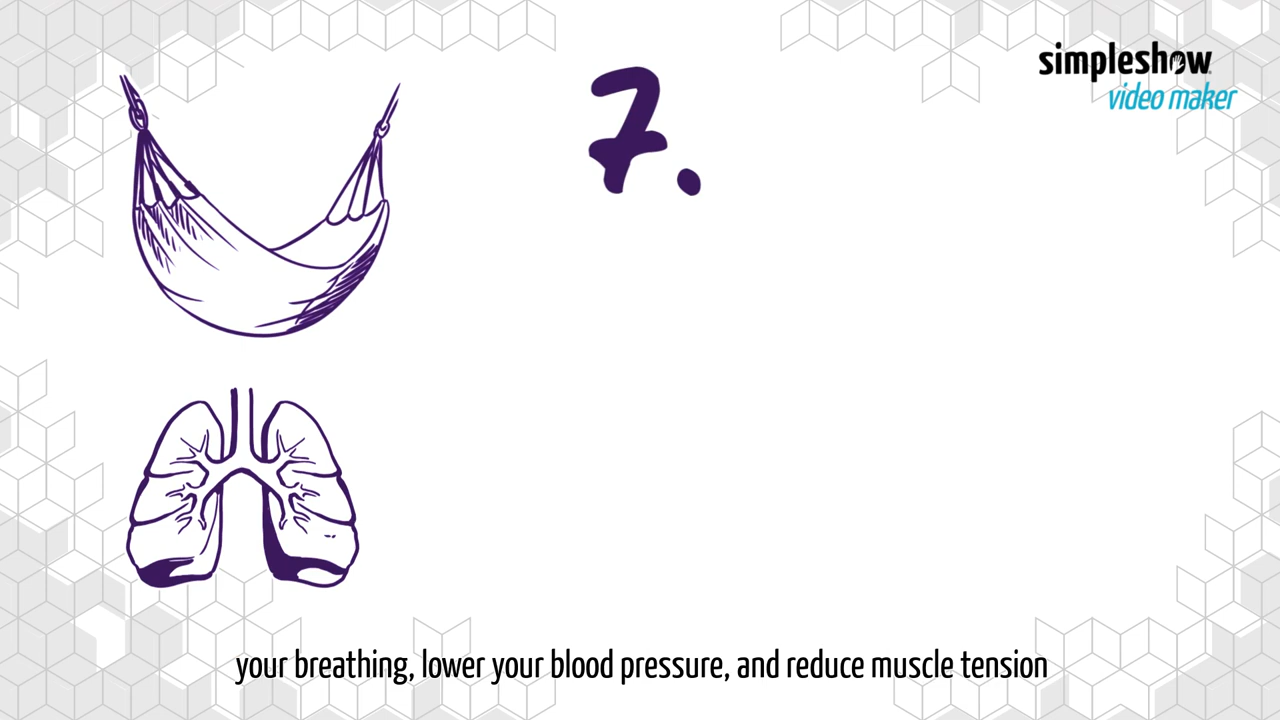 simpleshow
video maker
7.
your breathing, lower your blood pressure, and reduce muscle tension